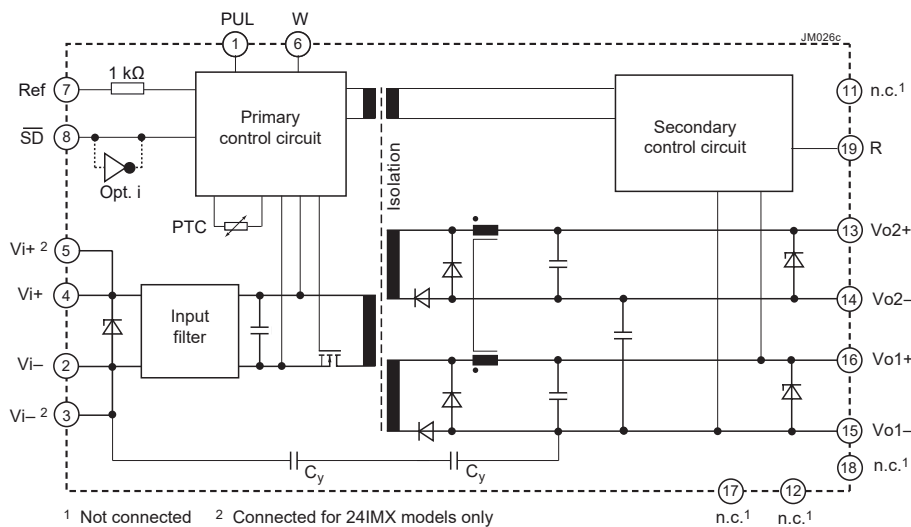 PUL
W
JM026c
1
6
1 kΩ
Ref
7
11
n.c.¹
Primary
control circuit
Secondary
control circuit
SD
8
19
R
Opt. i
Isolation
PTC
Vi+ ²
5
13
Vo2+
Vi+
4
Input
filter
14
Vo2–
Vi–
2
16
Vo1+
Vi– ²
3
15
Vo1–
Cy
Cy
18
n.c.¹
17
12
n.c.¹
n.c.¹
¹ Not connected ² Connected for 24IMX models only